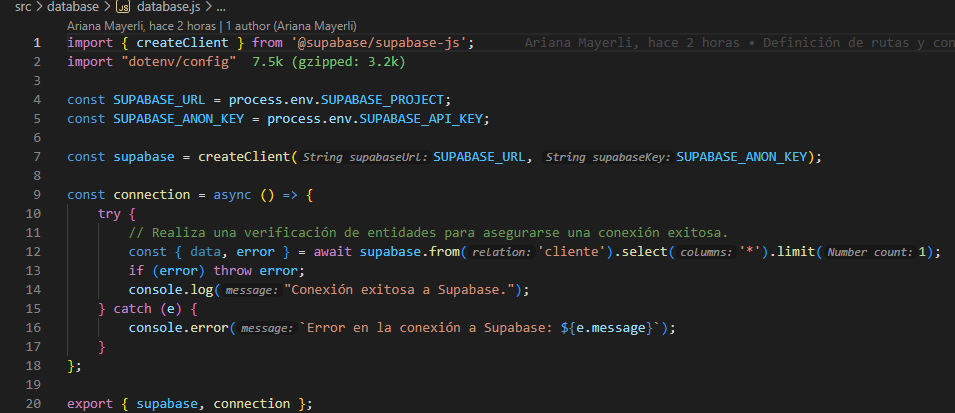 src > database > JS database.js > ...
Ariana Mayerli, hace 2 horas | 1 author (Ariana Mayerli)
1 import { createClient } from '@supabase/supabase-js'; Ariana Mayerli, hace 2 horas • Definición de rutas y con
2 import "dotenv/config" 7.5k (gzipped: 3.2k)
3
4 const SUPABASE_URL = process.env.SUPABASE_PROJECT;
5 const SUPABASE_ANON_KEY = process.env.SUPABASE_API_KEY;
6
7 const supabase = createClient(String supabaseUrl: SUPABASE_URL, String supabaseKey: SUPABASE_ANON_KEY);
8
9 const connection = async () => {
10 try {
11 // Realiza una verificación de entidades para asegurarse una conexión exitosa.
12 const { data, error } = await supabase.from(relation: 'cliente').select(columns: '*').limit(Number count: 1);
13 if (error) throw error;
14 console.log(message: "Conexión exitosa a Supabase.");
15 } catch (e) {
16 console.error(message: `Error en la conexión a Supabase: ${e.message}`);
17 }
18 };
19
20 export { supabase, connection };